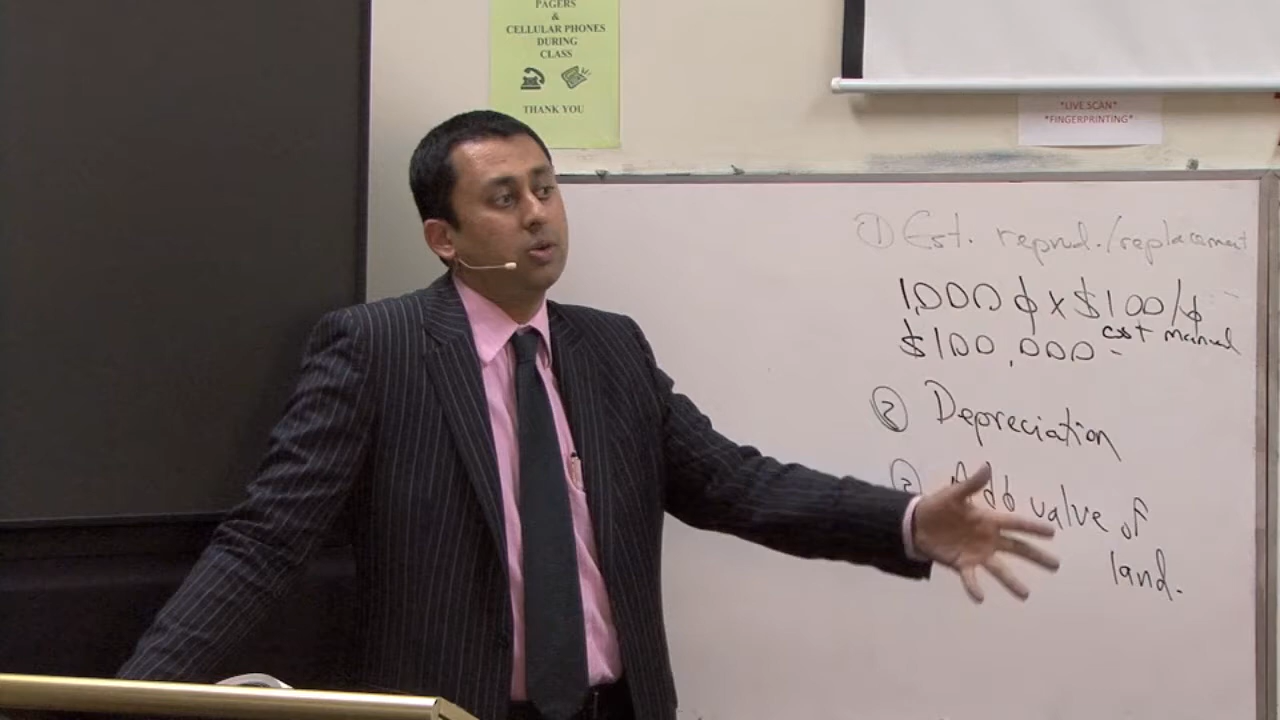 PAGERS
&
CELLULAR PHONES
DURING
CLASS
THANK YOU
*LIVE SCAN*
*FINGERPRINTING*
① Est. reprod./replacement
1,000 ⏀ x $100/⏀
$100,000- cost manual
② Depreciation
③ Add value of
land.